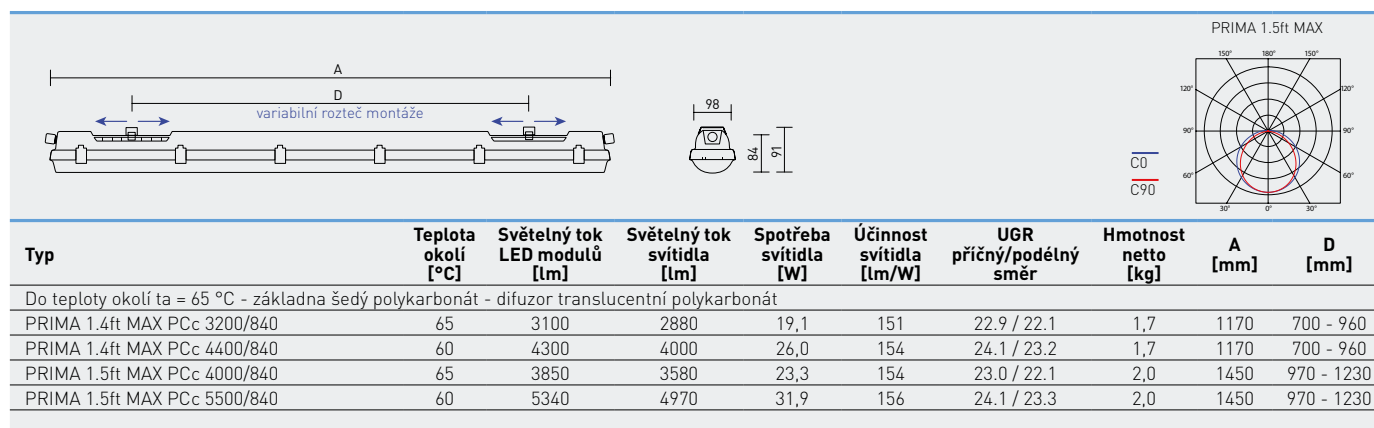 PRIMA 1.5ft MAX
150° 180° 150°
120° 120°
90° 90°
60° 60°
30° 0° 30°
C0
C90
A
D
variabilní rozteč montáže
98
84
91
Typ Teplota okolí [°C] Světelný tok LED modulů [lm] Světelný tok svítidla [lm] Spotřeba svítidla [W] Účinnost svítidla [lm/W] UGR příčný/podélný směr Hmotnost netto [kg] A [mm] D [mm]
Do teploty okolí ta = 65 °C - základna šedý polykarbonát - difuzor translucentní polykarbonát
PRIMA 1.4ft MAX PCc 3200/840 65 3100 2880 19,1 151 22.9 / 22.1 1,7 1170 700 - 960
PRIMA 1.4ft MAX PCc 4400/840 60 4300 4000 26,0 154 24.1 / 23.2 1,7 1170 700 - 960
PRIMA 1.5ft MAX PCc 4000/840 65 3850 3580 23,3 154 23.0 / 22.1 2,0 1450 970 - 1230
PRIMA 1.5ft MAX PCc 5500/840 60 5340 4970 31,9 156 24.1 / 23.3 2,0 1450 970 - 1230